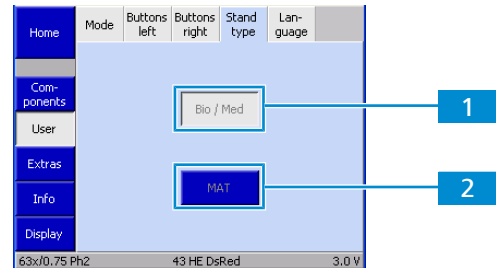 Home
Mode
Buttons left
Buttons right
Stand type
Lan-
guage
Com-
ponents
User
Extras
Info
Display
Bio / Med
1
MAT
2
63x/0.75 Ph2 43 HE DsRed 3.0 V